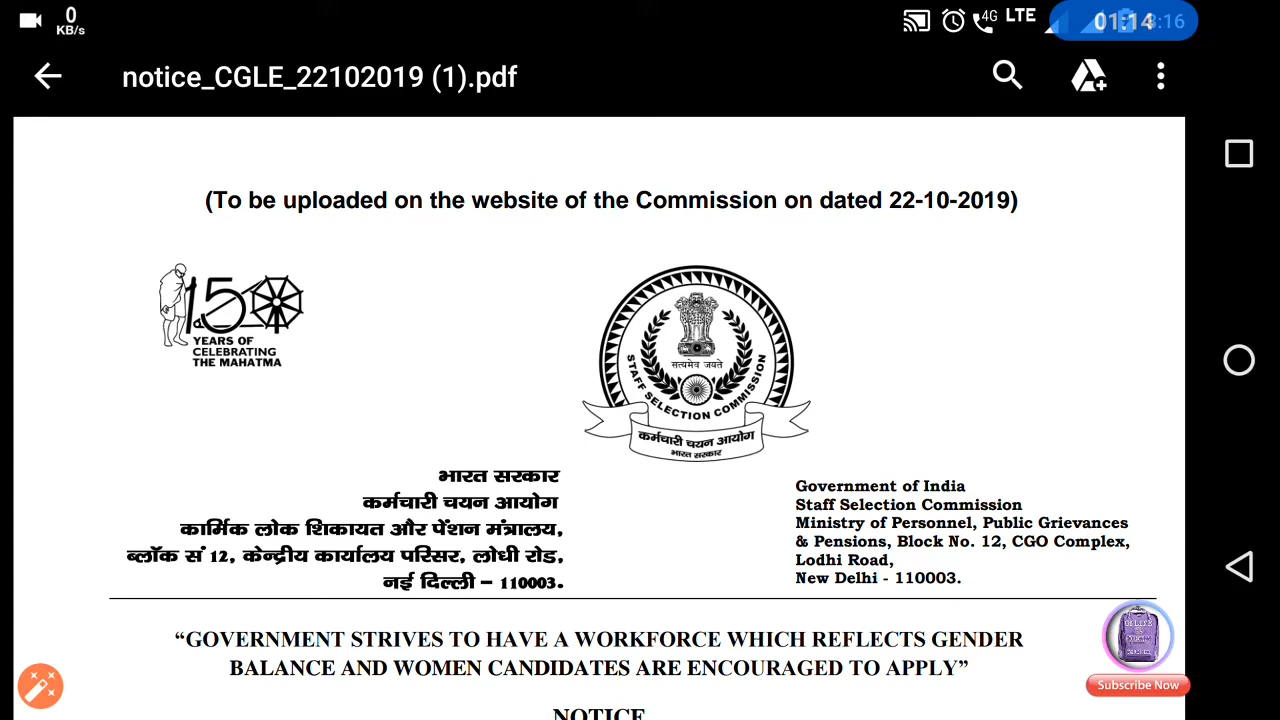 0
KB/s
4G LTE
01:14
notice_CGLE_22102019 (1).pdf
(To be uploaded on the website of the Commission on dated 22-10-2019)
150
YEARS OF
CELEBRATING
THE MAHATMA
सत्यमेव जयते
STAFF SELECTION COMMISSION
कर्मचारी चयन आयोग
भारत सरकार
भारत सरकार
कर्मचारी चयन आयोग
कार्मिक लोक शिकायत और पेंशन मंत्रालय,
ब्लॉक सं 12, केन्द्रीय कार्यालय परिसर, लोधी रोड़,
नई दिल्ली – 110003.
Government of India
Staff Selection Commission
Ministry of Personnel, Public Grievances
& Pensions, Block No. 12, CGO Complex,
Lodhi Road,
New Delhi - 110003.
“GOVERNMENT STRIVES TO HAVE A WORKFORCE WHICH REFLECTS GENDER
BALANCE AND WOMEN CANDIDATES ARE ENCOURAGED TO APPLY”
NOTICE
Subscribe Now